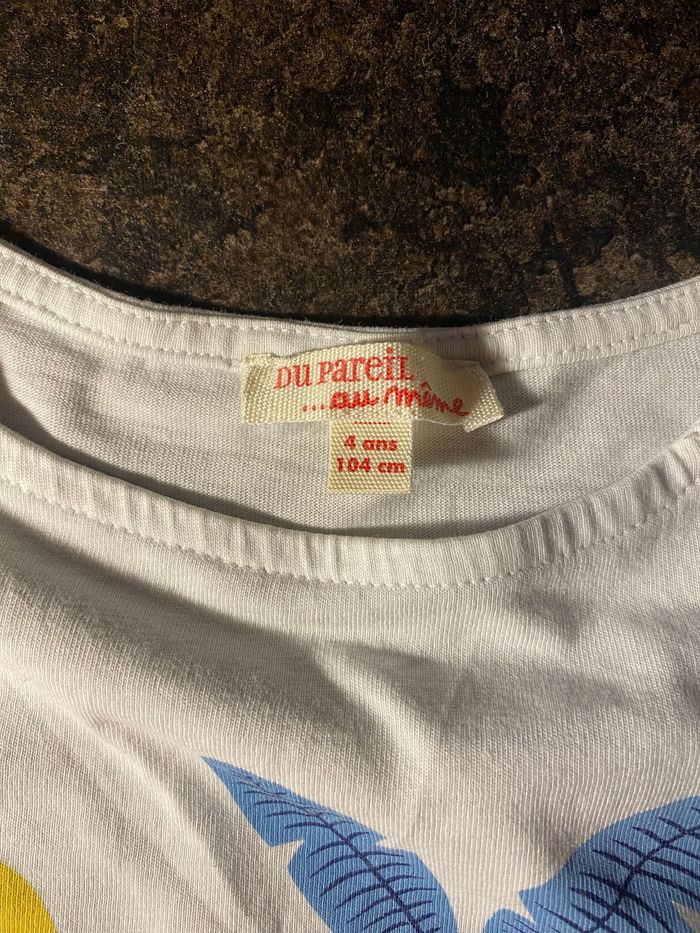 DU PareiL
...au même
4 ans
104 cm